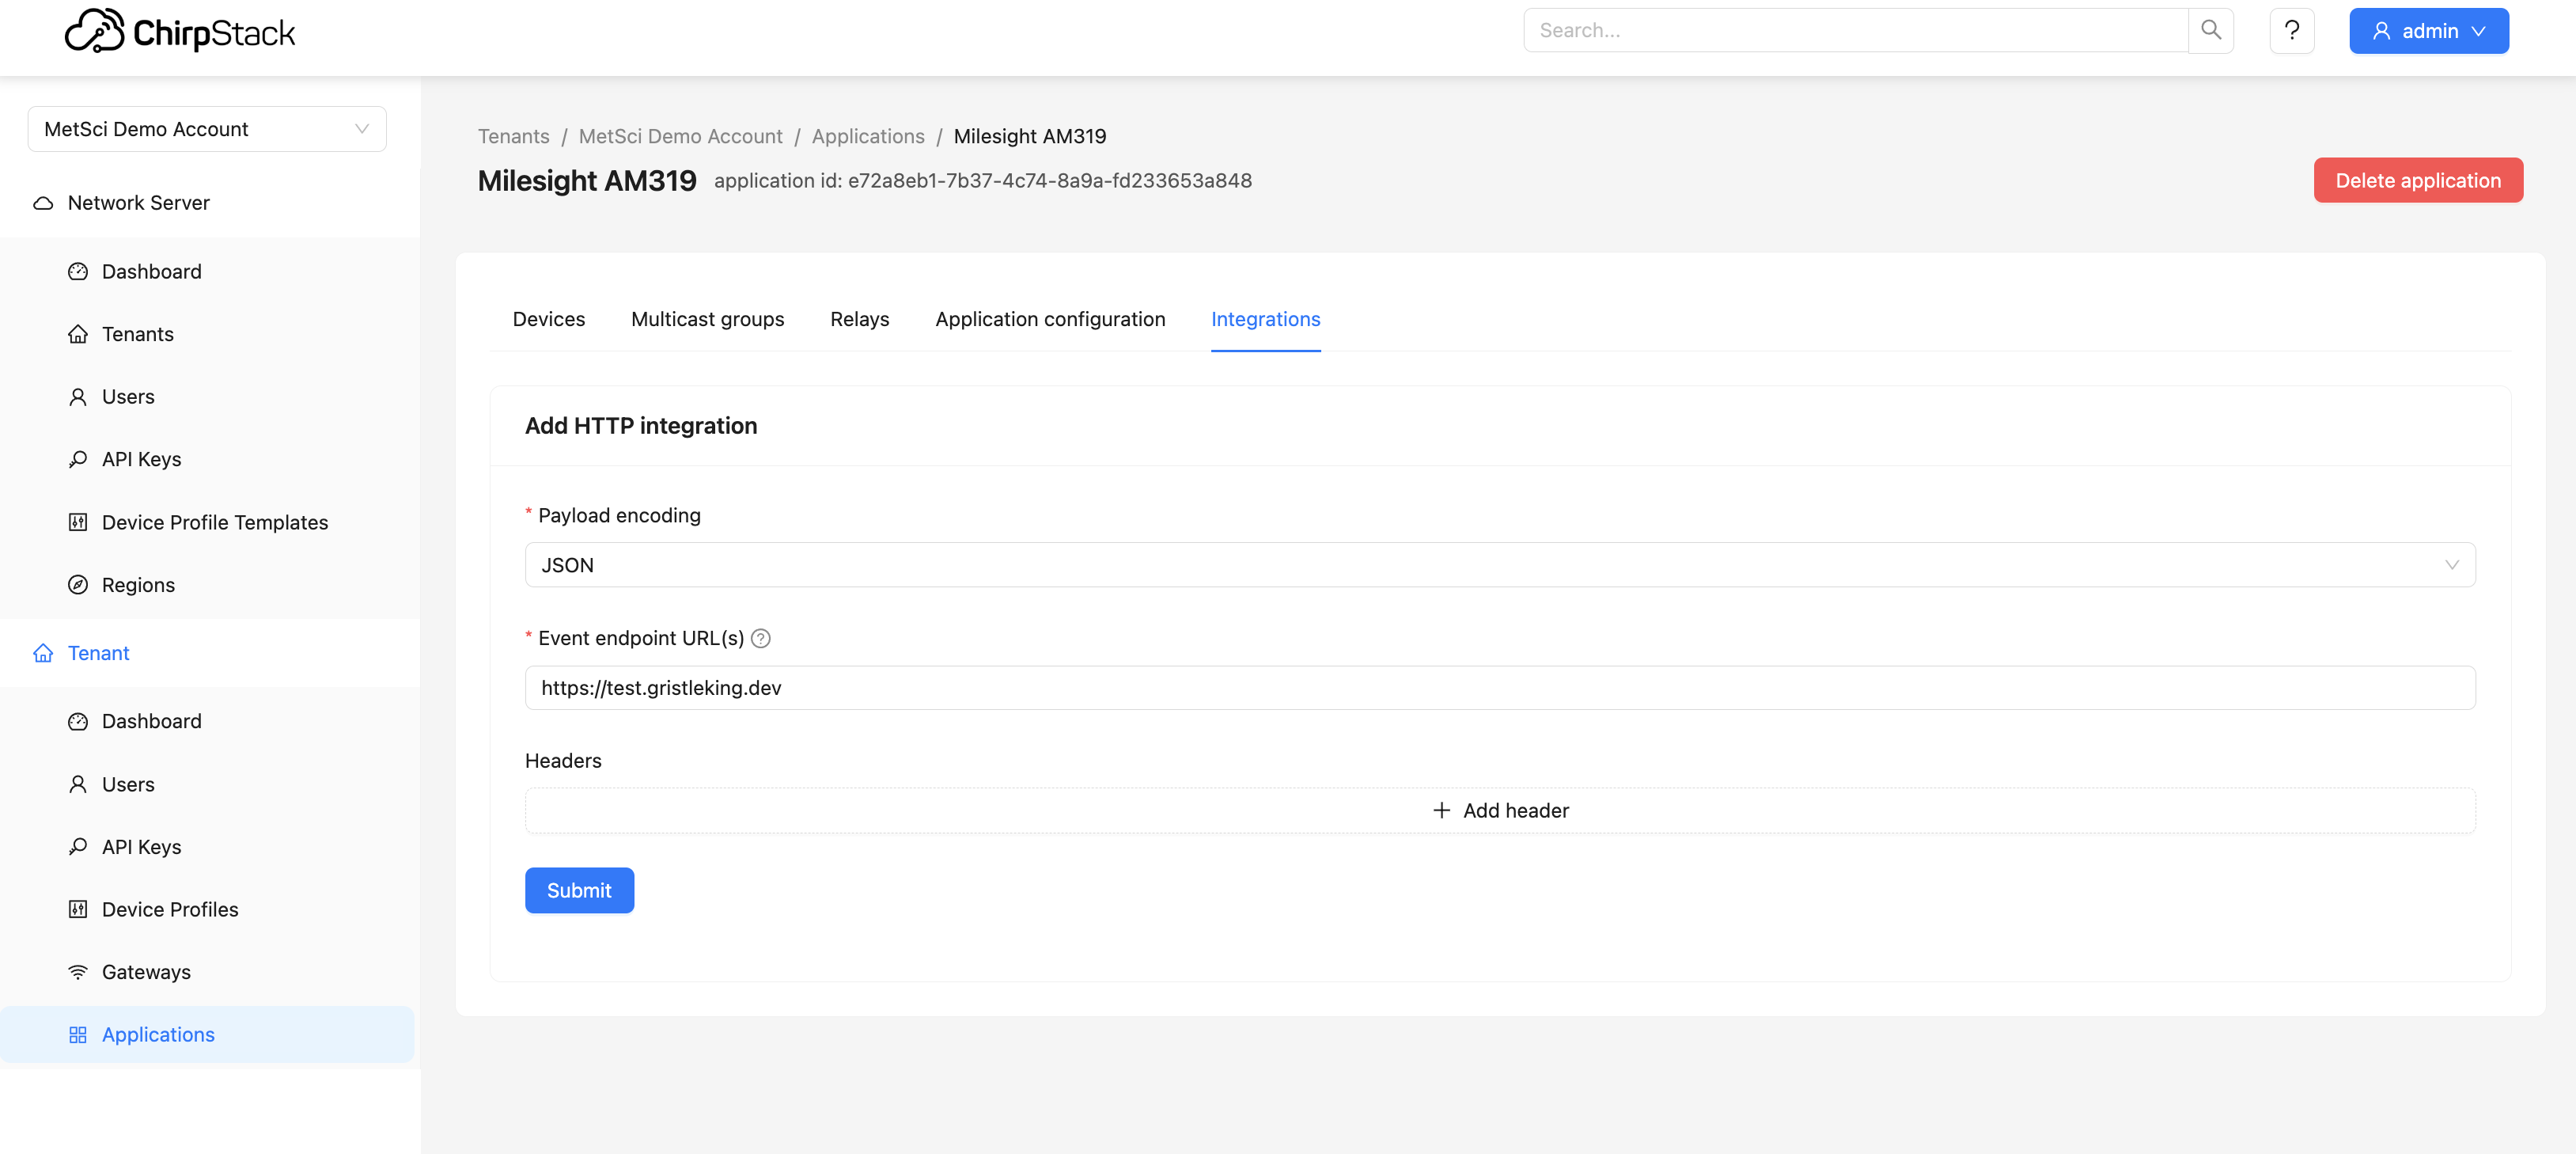 ChirpStack
Search...
?
admin
MetSci Demo Account
Network Server
Dashboard
Tenants
Users
API Keys
Device Profile Templates
Regions
Tenant
Dashboard
Users
API Keys
Device Profiles
Gateways
Applications
Tenants / MetSci Demo Account / Applications / Milesight AM319
Milesight AM319 application id: e72a8eb1-7b37-4c74-8a9a-fd233653a848
Delete application
Devices Multicast groups Relays Application configuration Integrations
Add HTTP integration
* Payload encoding
JSON
* Event endpoint URL(s) ?
https://test.gristleking.dev
Headers
+ Add header
Submit